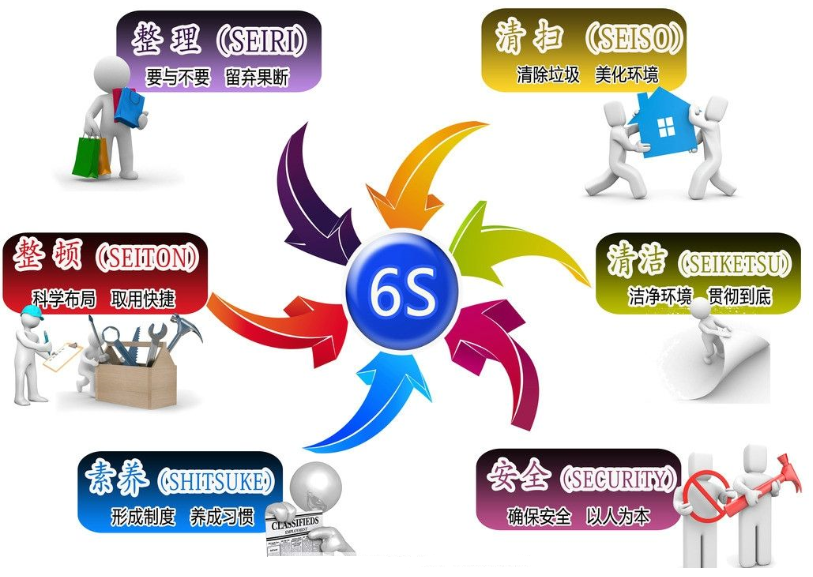 整理（SEIRI）
要与不要 留弃果断
清扫（SEISO）
清除垃圾 美化环境
整顿（SEITON）
科学布局 取用快捷
6S
清洁（SEIKETSU）
洁净环境 贯彻到底
素养（SHITSUKE）
形成制度 养成习惯
CLASSIFIEDS
EMPLOYMENT
安全（SECURITY）
确保安全 以人为本